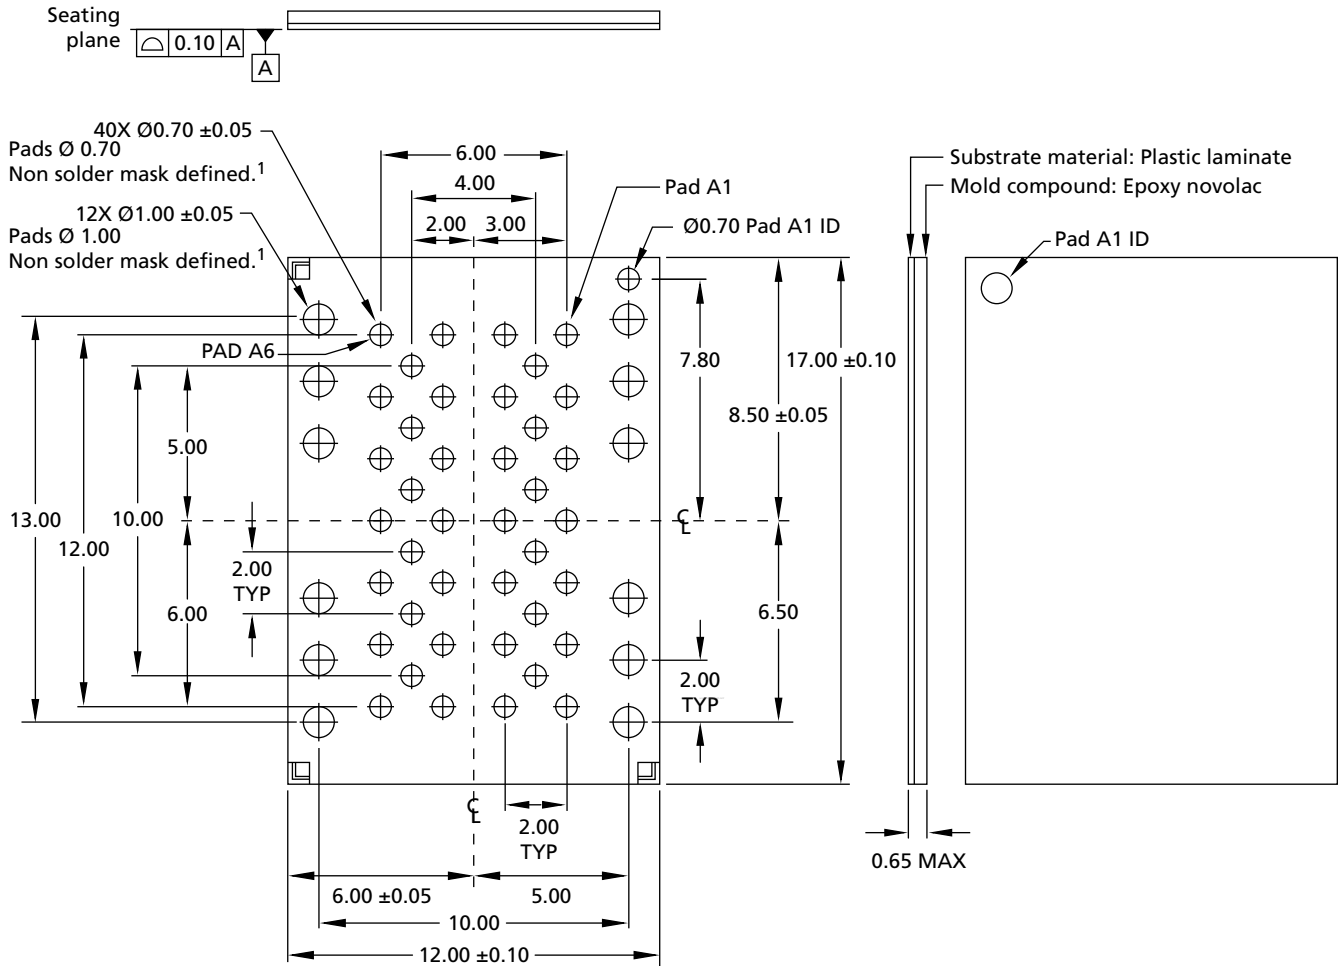 Seating
plane
0.10 A
A
40X Ø0.70 ±0.05
Pads Ø 0.70
Non solder mask defined.¹
12X Ø1.00 ±0.05
Pads Ø 1.00
Non solder mask defined.¹
6.00
4.00
2.00 3.00
Pad A1
Ø0.70 Pad A1 ID
Substrate material: Plastic laminate
Mold compound: Epoxy novolac
Pad A1 ID
PAD A6
7.80
17.00 ±0.10
8.50 ±0.05
5.00
13.00
10.00
12.00
CL
2.00
TYP
6.00
6.50
2.00
TYP
CL
2.00
TYP
0.65 MAX
6.00 ±0.05
5.00
10.00
12.00 ±0.10